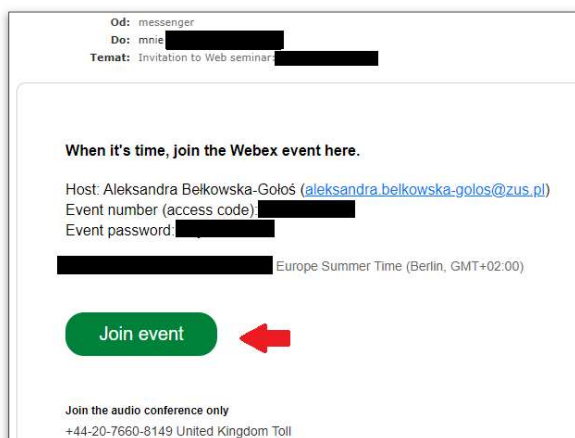 Od: messenger
Do: mnie
Temat: Invitation to Web seminar:
When it's time, join the Webex event here.
Host: Aleksandra Bełkowska-Gołoś (aleksandra.belkowska-golos@zus.pl)
Event number (access code):
Event password:
Europe Summer Time (Berlin, GMT+02:00)
Join event
Join the audio conference only
+44-20-7660-8149 United Kingdom Toll